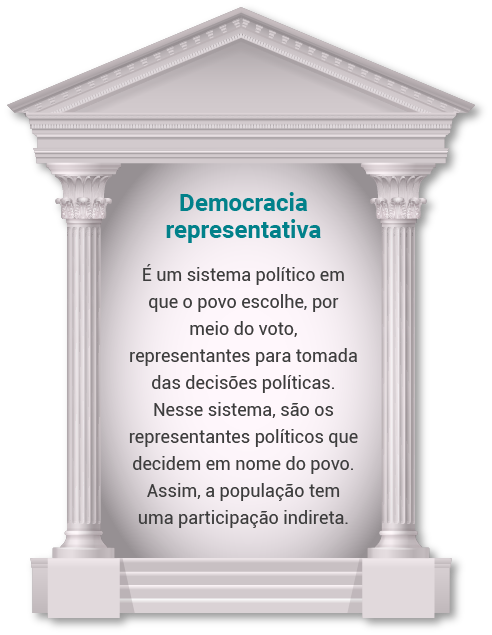 Democracia
representativa
É um sistema político em
que o povo escolhe, por
meio do voto,
representantes para tomada
das decisões políticas.
Nesse sistema, são os
representantes políticos que
decidem em nome do povo.
Assim, a população tem
uma participação indireta.